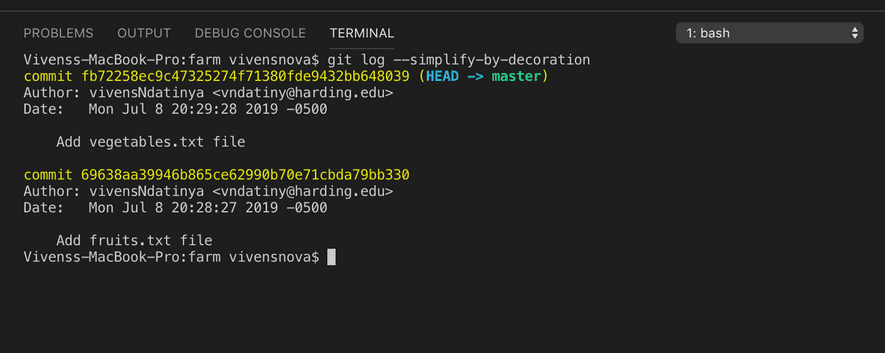 PROBLEMS OUTPUT DEBUG CONSOLE TERMINAL 1: bash
Vivenss-MacBook-Pro:farm vivensnova$ git log --simplify-by-decoration
commit fb72258ec9c47325274f71380fde9432bb648039 (HEAD -> master)
Author: vivensNdatinya <vndatiny@harding.edu>
Date:   Mon Jul 8 20:29:28 2019 -0500
    Add vegetables.txt file
commit 69638aa39946b865ce62990b70e71cbda79bb330
Author: vivensNdatinya <vndatiny@harding.edu>
Date:   Mon Jul 8 20:28:27 2019 -0500
    Add fruits.txt file
Vivenss-MacBook-Pro:farm vivensnova$